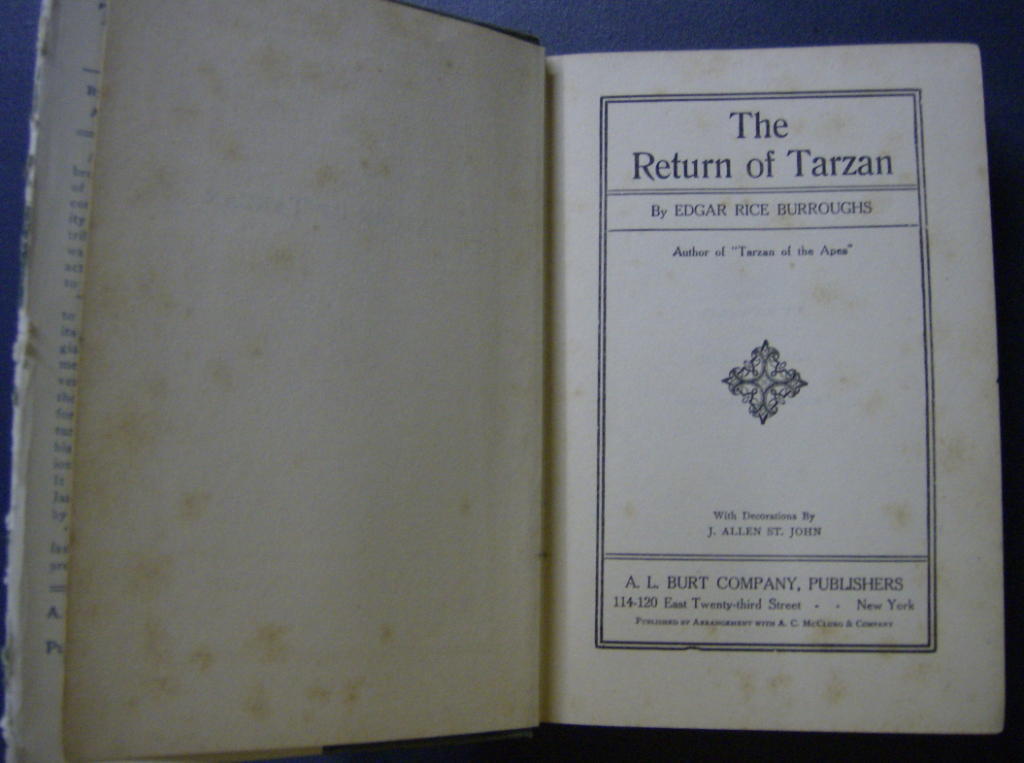 The
Return of Tarzan
By EDGAR RICE BURROUGHS
Author of "Tarzan of the Apes"
With Decorations By
J. ALLEN ST. JOHN
A. L. BURT COMPANY, PUBLISHERS
114-120 East Twenty-third Street - - New York
PUBLISHED BY ARRANGEMENT WITH A. C. MCCLURG & COMPANY